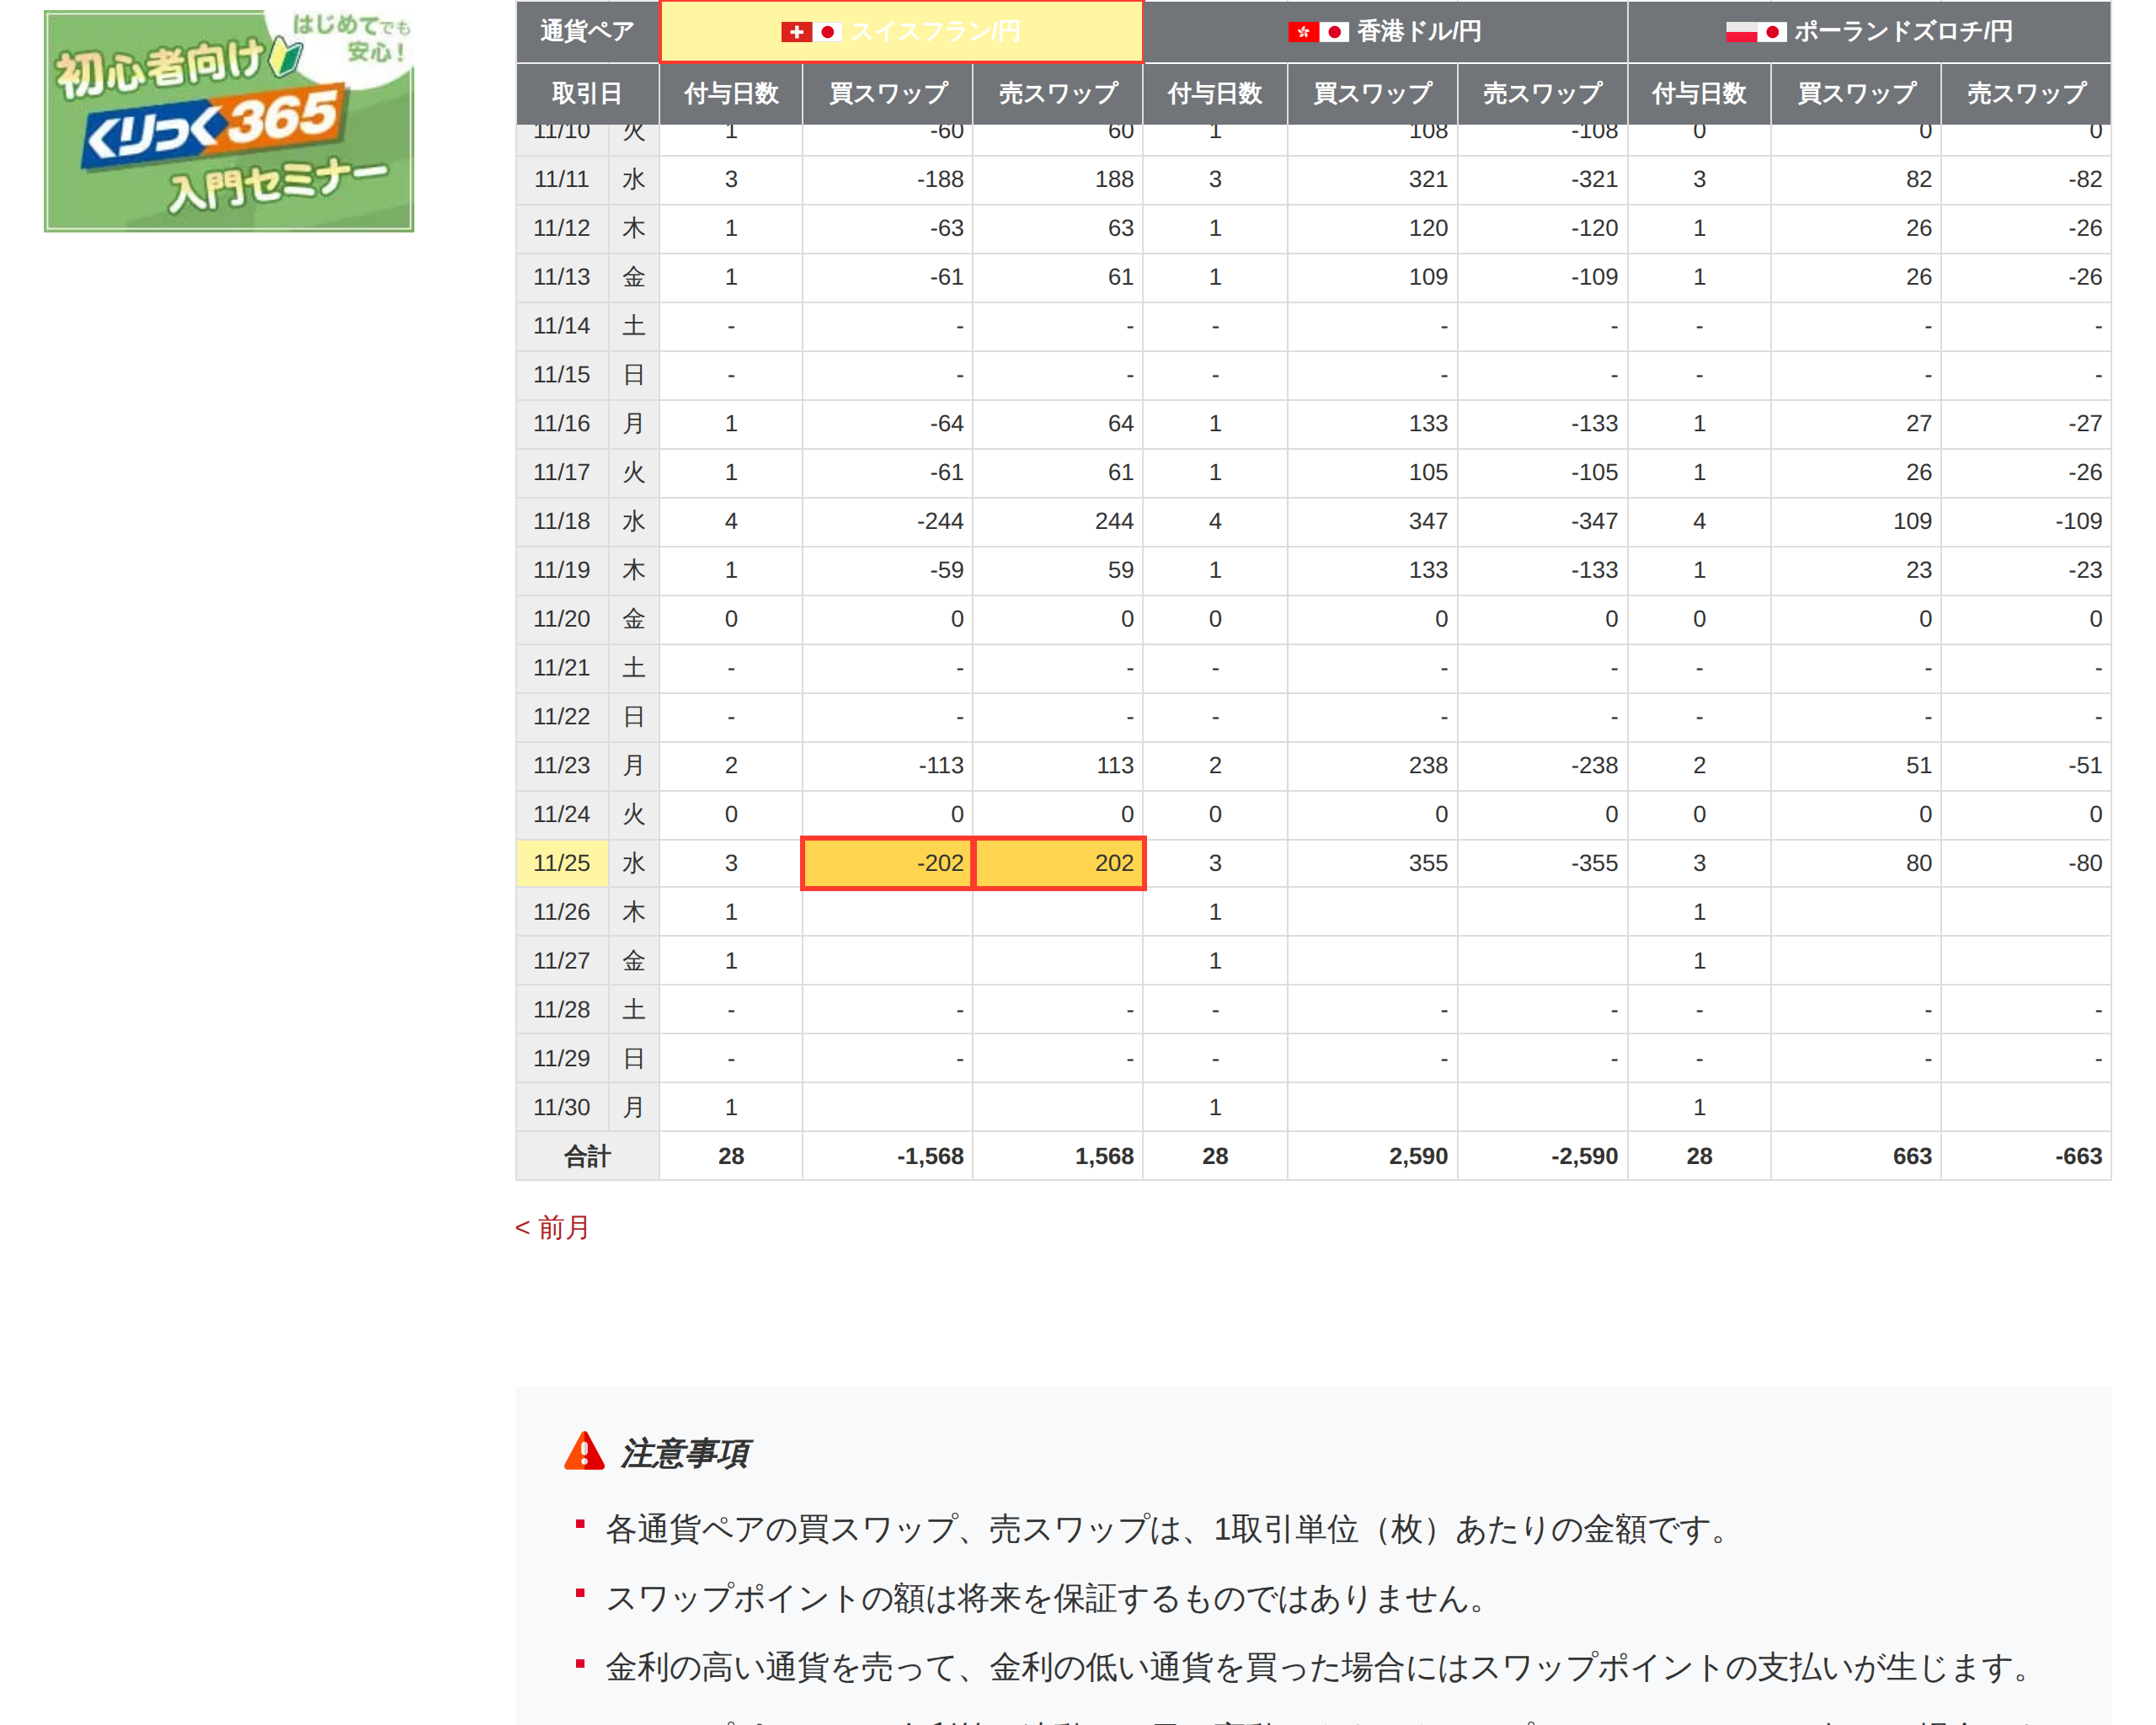 はじめてでも
安心！
初心者向け
くりっく365
入門セミナー
通貨ペア スイスフラン/円 香港ドル/円 ポーランドズロチ/円
取引日 付与日数 買スワップ 売スワップ 付与日数 買スワップ 売スワップ 付与日数 買スワップ 売スワップ
11/10 火 1 -60 60 1 108 -108 0 0 0
11/11 水 3 -188 188 3 321 -321 3 82 -82
11/12 木 1 -63 63 1 120 -120 1 26 -26
11/13 金 1 -61 61 1 109 -109 1 26 -26
11/14 土 - - - - - - - - -
11/15 日 - - - - - - - - -
11/16 月 1 -64 64 1 133 -133 1 27 -27
11/17 火 1 -61 61 1 105 -105 1 26 -26
11/18 水 4 -244 244 4 347 -347 4 109 -109
11/19 木 1 -59 59 1 133 -133 1 23 -23
11/20 金 0 0 0 0 0 0 0 0 0
11/21 土 - - - - - - - - -
11/22 日 - - - - - - - - -
11/23 月 2 -113 113 2 238 -238 2 51 -51
11/24 火 0 0 0 0 0 0 0 0 0
11/25 水 3 -202 202 3 355 -355 3 80 -80
11/26 木 1 1 1
11/27 金 1 1 1
11/28 土 - - - - - - - - -
11/29 日 - - - - - - - - -
11/30 月 1 1 1
合計 28 -1,568 1,568 28 2,590 -2,590 28 663 -663
< 前月
注意事項
各通貨ペアの買スワップ、売スワップは、1取引単位（枚）あたりの金額です。
スワップポイントの額は将来を保証するものではありません。
金利の高い通貨を売って、金利の低い通貨を買った場合にはスワップポイントの支払いが生じます。